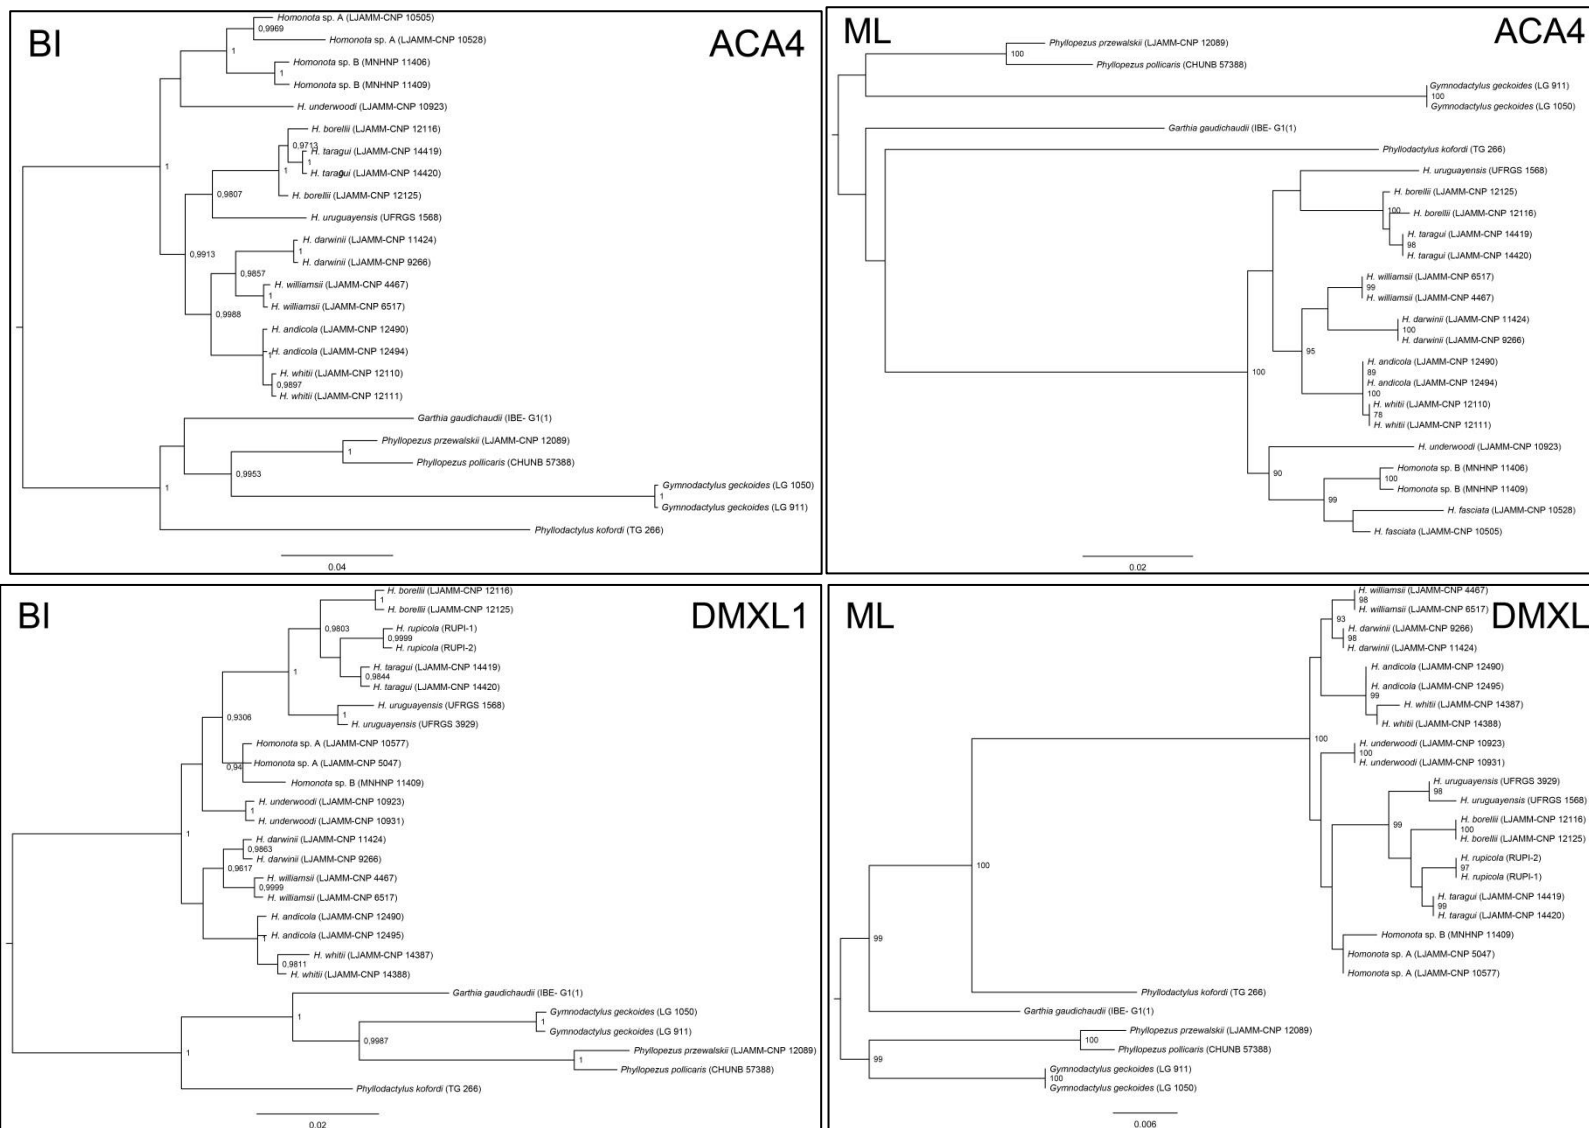 BI
ACA4
Homonota sp. A (LJAMM-CNP 10505)
0,9969
Homonota sp. A (LJAMM-CNP 10528)
1
Homonota sp. B (MNHNP 11406)
1
Homonota sp. B (MNHNP 11409)
H. underwoodi (LJAMM-CNP 10923)
H. borellii (LJAMM-CNP 12116)
0,9713
H. taragui (LJAMM-CNP 14419)
1
1
1
H. taragui (LJAMM-CNP 14420)
0,9807
H. borellii (LJAMM-CNP 12125)
H. uruguayensis (UFRGS 1568)
H. darwinii (LJAMM-CNP 11424)
1
0,9913
H. darwinii (LJAMM-CNP 9266)
0,9857
H. williamsii (LJAMM-CNP 4467)
1
H. williamsii (LJAMM-CNP 6517)
0,9988
H. andicola (LJAMM-CNP 12490)
H. andicola (LJAMM-CNP 12494)
1
H. whitii (LJAMM-CNP 12110)
0,9897
H. whitii (LJAMM-CNP 12111)
Garthia gaudichaudii (IBE- G1(1)
Phyllopezus przewalskii (LJAMM-CNP 12089)
1
Phyllopezus pollicaris (CHUNB 57388)
0,9953
1
Gymnodactylus geckoides (LG 1050)
1
Gymnodactylus geckoides (LG 911)
Phyllodactylus kofordi (TG 266)
0.04
ML
ACA4
Phyllopezus przewalskii (LJAMM-CNP 12089)
100
Phyllopezus pollicaris (CHUNB 57388)
Gymnodactylus geckoides (LG 911)
100
Gymnodactylus geckoides (LG 1050)
Garthia gaudichaudii (IBE- G1(1)
Phyllodactylus kofordi (TG 266)
H. uruguayensis (UFRGS 1568)
H. borellii (LJAMM-CNP 12125)
100
H. borellii (LJAMM-CNP 12116)
H. taragui (LJAMM-CNP 14419)
98
H. taragui (LJAMM-CNP 14420)
H. williamsii (LJAMM-CNP 6517)
99
H. williamsii (LJAMM-CNP 4467)
H. darwinii (LJAMM-CNP 11424)
100
H. darwinii (LJAMM-CNP 9266)
95
H. andicola (LJAMM-CNP 12490)
89
100
H. andicola (LJAMM-CNP 12494)
100
H. whitii (LJAMM-CNP 12110)
78
H. whitii (LJAMM-CNP 12111)
H. underwoodi (LJAMM-CNP 10923)
90
Homonota sp. B (MNHNP 11406)
100
Homonota sp. B (MNHNP 11409)
99
H. fasciata (LJAMM-CNP 10528)
H. fasciata (LJAMM-CNP 10505)
0.02
BI
DMXL1
H. borellii (LJAMM-CNP 12116)
1
H. borellii (LJAMM-CNP 12125)
0,9803
H. rupicola (RUPI-1)
0,9999
H. rupicola (RUPI-2)
H. taragui (LJAMM-CNP 14419)
1
0,9844
H. taragui (LJAMM-CNP 14420)
H. uruguayensis (UFRGS 1568)
1
0,9306
H. uruguayensis (UFRGS 3929)
Homonota sp. A (LJAMM-CNP 10577)
Homonota sp. A (LJAMM-CNP 5047)
0,94
Homonota sp. B (MNHNP 11409)
H. underwoodi (LJAMM-CNP 10923)
1
H. underwoodi (LJAMM-CNP 10931)
1
H. darwinii (LJAMM-CNP 11424)
0,9863
H. darwinii (LJAMM-CNP 9266)
0,9617
H. williamsii (LJAMM-CNP 4467)
0,9999
H. williamsii (LJAMM-CNP 6517)
H. andicola (LJAMM-CNP 12490)
H. andicola (LJAMM-CNP 12495)
1
H. whitii (LJAMM-CNP 14387)
0,9811
H. whitii (LJAMM-CNP 14388)
Garthia gaudichaudii (IBE- G1(1)
1
Gymnodactylus geckoides (LG 1050)
1
Gymnodactylus geckoides (LG 911)
0,9987
1
Phyllopezus przewalskii (LJAMM-CNP 12089)
1
Phyllopezus pollicaris (CHUNB 57388)
Phyllodactylus kofordi (TG 266)
0.02
ML
DMXL
H. williamsii (LJAMM-CNP 4467)
98
H. williamsii (LJAMM-CNP 6517)
93
H. darwinii (LJAMM-CNP 9266)
98
H. darwinii (LJAMM-CNP 11424)
H. andicola (LJAMM-CNP 12490)
H. andicola (LJAMM-CNP 12495)
99
H. whitii (LJAMM-CNP 14387)
H. whitii (LJAMM-CNP 14388)
100
H. underwoodi (LJAMM-CNP 10923)
100
H. underwoodi (LJAMM-CNP 10931)
H. uruguayensis (UFRGS 3929)
98
H. uruguayensis (UFRGS 1568)
99
H. borellii (LJAMM-CNP 12116)
100
H. borellii (LJAMM-CNP 12125)
H. rupicola (RUPI-2)
100
97
H. rupicola (RUPI-1)
H. taragui (LJAMM-CNP 14419)
99
H. taragui (LJAMM-CNP 14420)
Homonota sp. B (MNHNP 11409)
99
Homonota sp. A (LJAMM-CNP 5047)
Homonota sp. A (LJAMM-CNP 10577)
Phyllodactylus kofordi (TG 266)
Garthia gaudichaudii (IBE- G1(1)
Phyllopezus przewalskii (LJAMM-CNP 12089)
100
Phyllopezus pollicaris (CHUNB 57388)
99
Gymnodactylus geckoides (LG 911)
100
Gymnodactylus geckoides (LG 1050)
0.006